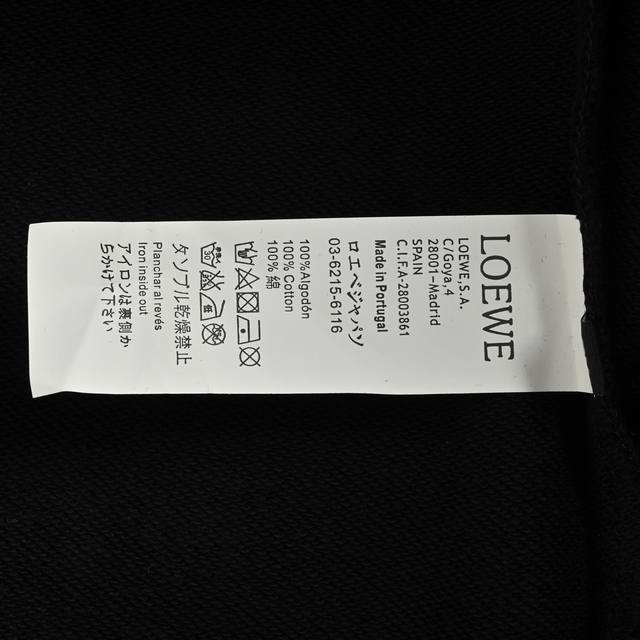 LOEWE
LOEWE S.A.
C/Goya,4
28001-Madrid
SPAIN
C.I.F.A-28003861
Made in Portugal
ロエベジャパン
03-6215-6116
100%Algodón
100% Cotton
100% 綿
タンブル乾燥禁止
Planchar al revés
Iron inside out
アイロンは裏側か
らかけて下さい